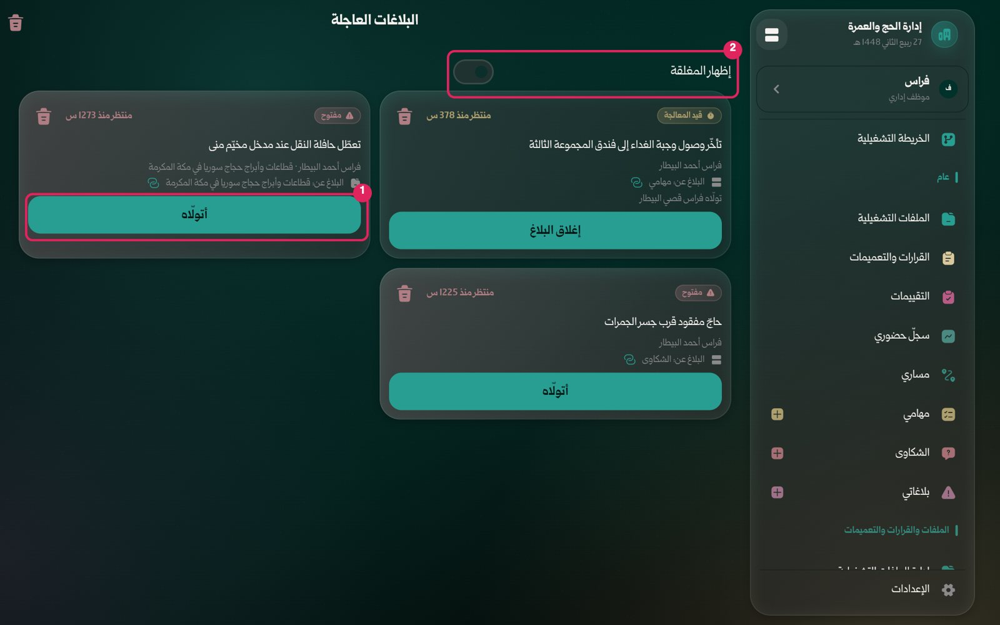 إدارة الحج والعمرة
27 ربيع الثاني 1448 هـ
ف
فراس
موظف إداري
الخريطة التشغيلية
عام
الملفات التشغيلية
القرارات والتعميمات
التقييمات
سجلّ حضوري
مساري
مهامي
الشكاوى
بلاغاتي
الملفات والقرارات والتعميمات
الإعدادات
البلاغات العاجلة
2
إظهار المغلقة
قيد المعالجة
منتظر منذ 378 س
تأخّر وصول وجبة الغداء إلى فندق المجموعة الثالثة
فراس أحمد البيطار
البلاغ عن: مهامي
تولّاه فراس قصي البيطار
إغلاق البلاغ
مفتوح
منتظر منذ 1273 س
تعطّل حافلة النقل عند مدخل مخيّم منى
فراس أحمد البيطار · قطاعات وأبراج حجاج سوريا في مكة المكرمة
البلاغ عن: قطاعات وأبراج حجاج سوريا في مكة المكرمة
1
أتولّاه
مفتوح
منتظر منذ 1225 س
حاجّ مفقود قرب جسر الجمرات
فراس أحمد البيطار
البلاغ عن: الشكاوى
أتولّاه